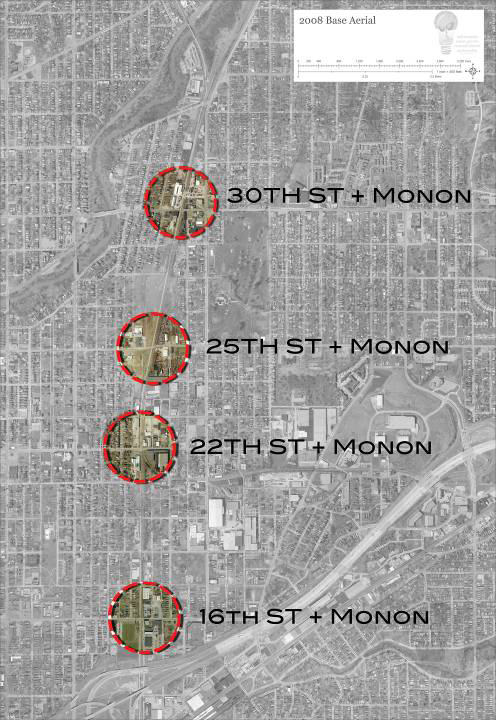 2008 Base Aerial
30TH ST + MONON
25TH ST + MONON
22TH ST + MONON
16TH ST + MONON